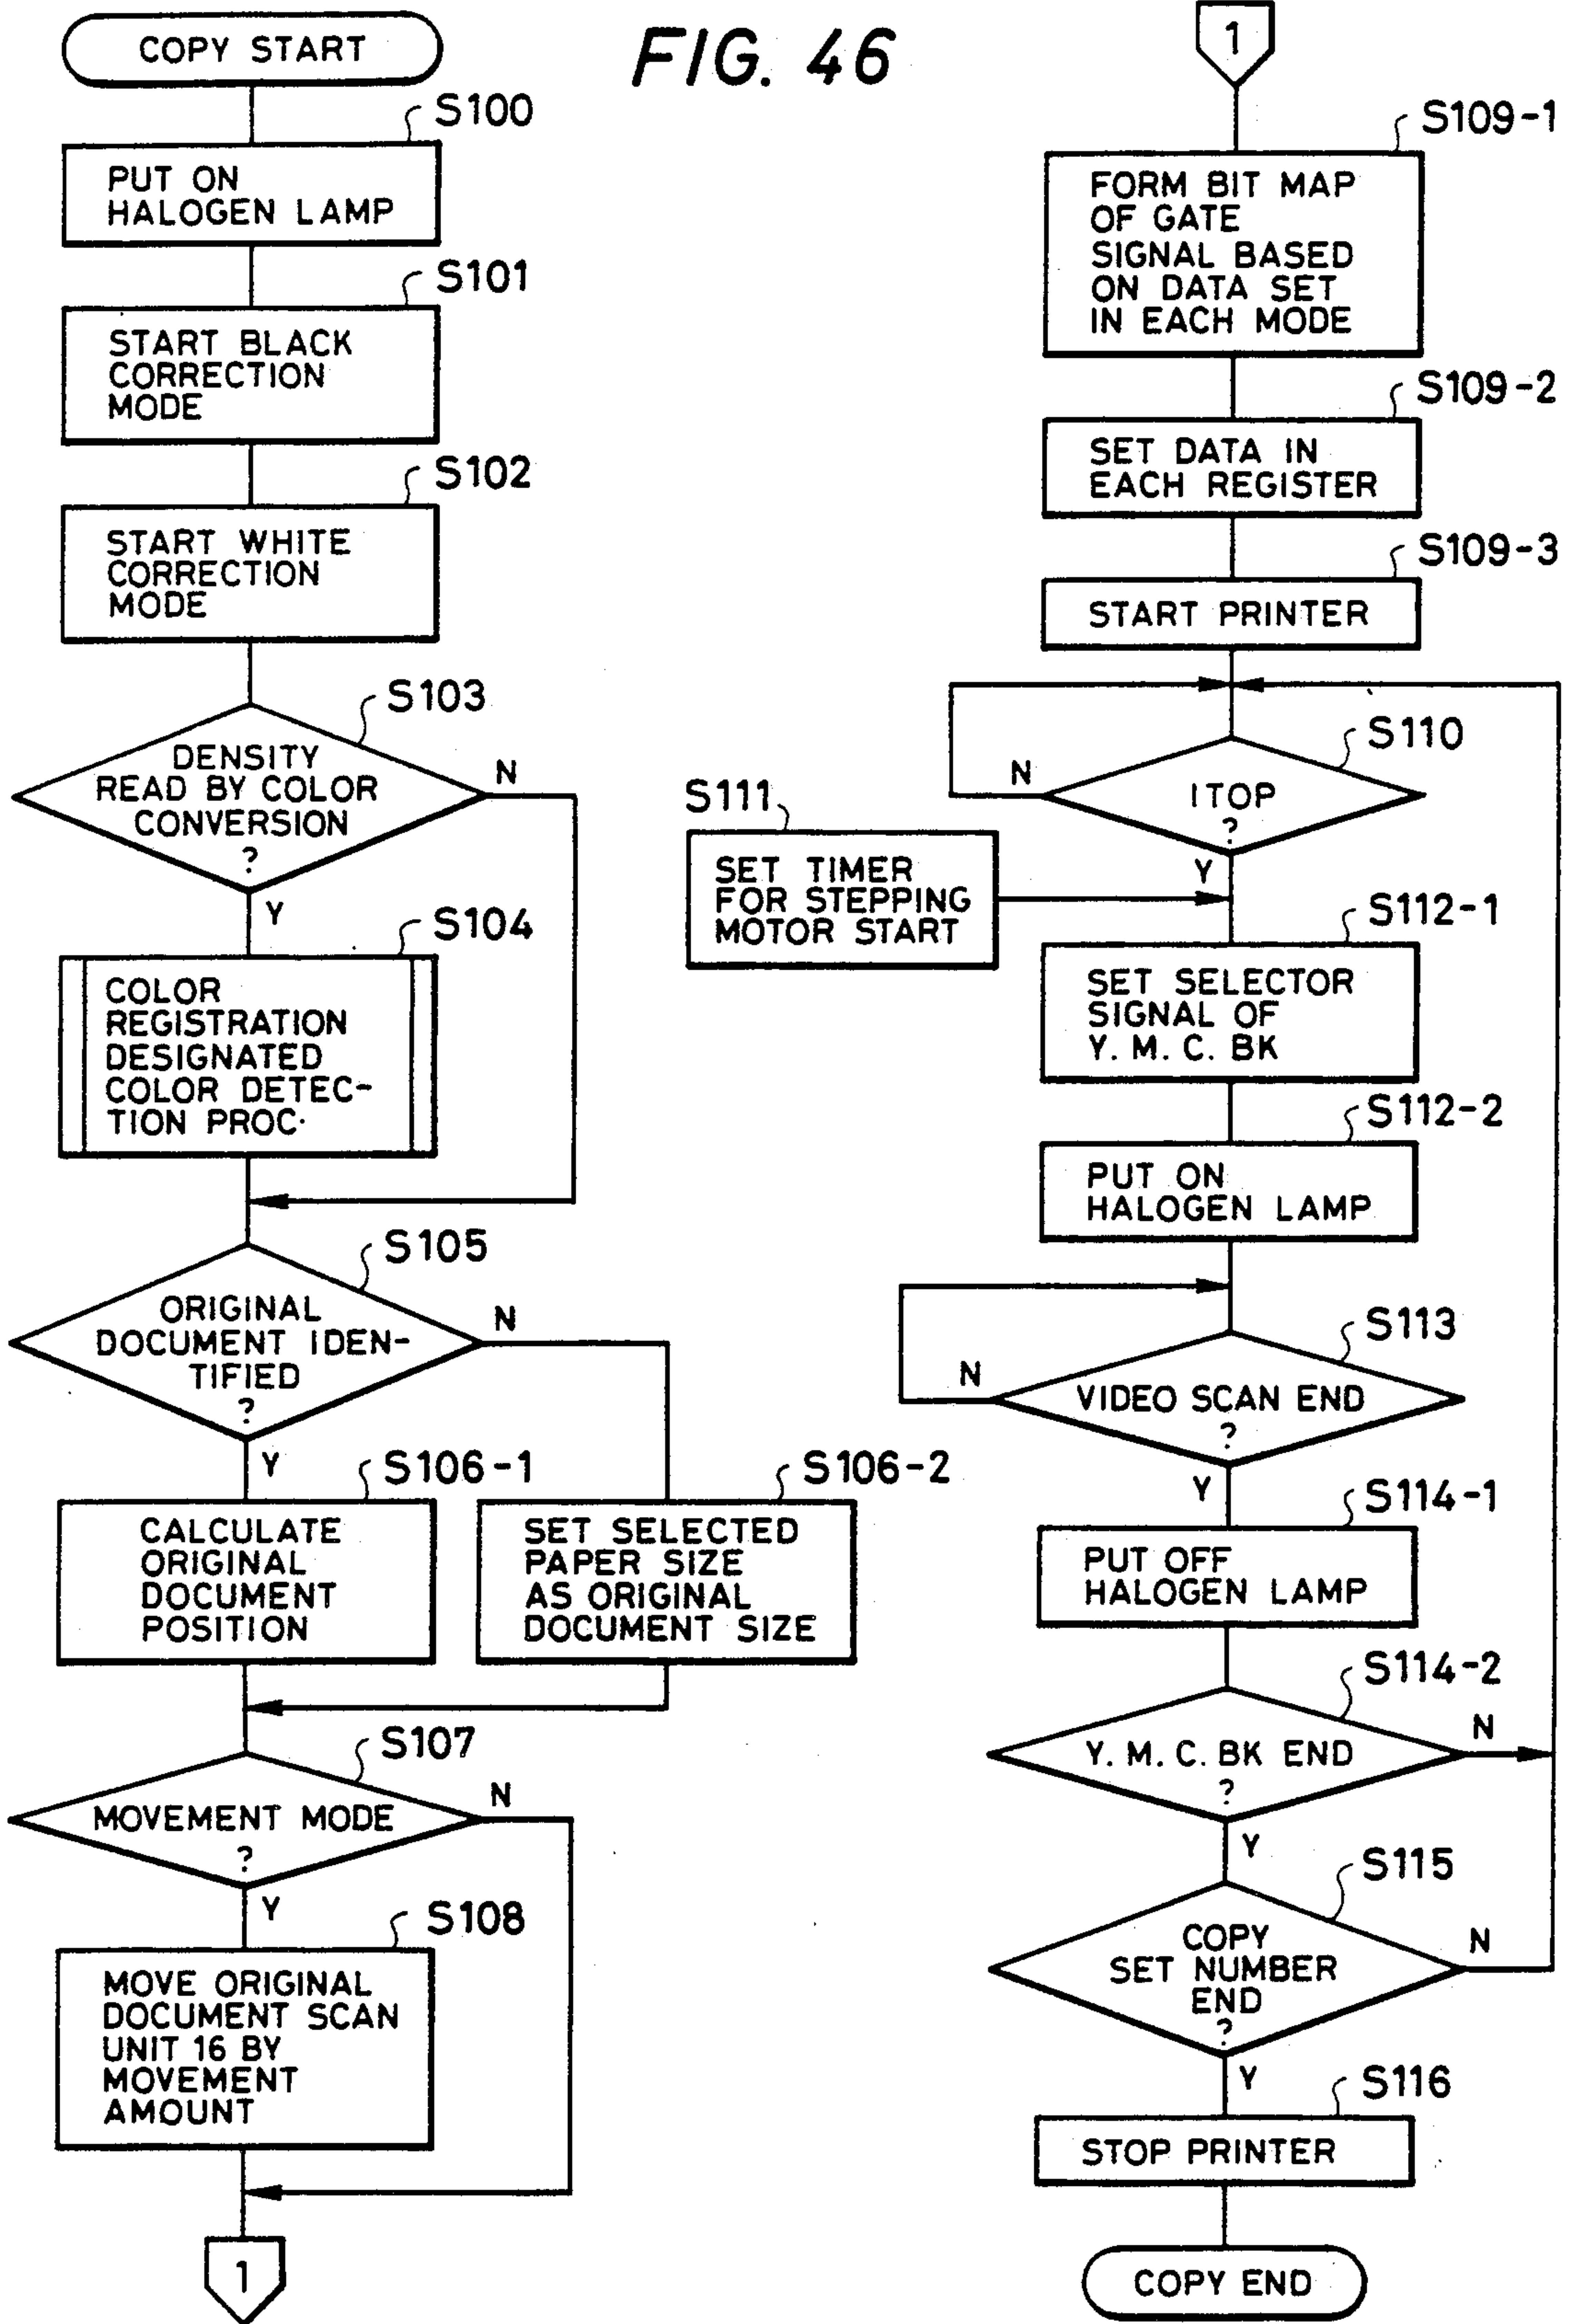 FIG. 46
COPY START
S100
PUT ON
HALOGEN LAMP
S101
START BLACK
CORRECTION
MODE
S102
START WHITE
CORRECTION
MODE
S103
DENSITY
READ BY COLOR
CONVERSION
?
N
Y
S104
COLOR
REGISTRATION
DESIGNATED
COLOR DETEC-
TION PROC.
S105
ORIGINAL
DOCUMENT IDEN-
TIFIED
?
N
Y
S106-1
CALCULATE
ORIGINAL
DOCUMENT
POSITION
S106-2
SET SELECTED
PAPER SIZE
AS ORIGINAL
DOCUMENT SIZE
S107
MOVEMENT MODE
?
N
Y
S108
MOVE ORIGINAL
DOCUMENT SCAN
UNIT 16 BY
MOVEMENT
AMOUNT
1
1
S109-1
FORM BIT MAP
OF GATE
SIGNAL BASED
ON DATA SET
IN EACH MODE
S109-2
SET DATA IN
EACH REGISTER
S109-3
START PRINTER
S110
ITOP
?
N
Y
S111
SET TIMER
FOR STEPPING
MOTOR START
S112-1
SET SELECTOR
SIGNAL OF
Y. M. C. BK
S112-2
PUT ON
HALOGEN LAMP
S113
VIDEO SCAN END
?
N
Y
S114-1
PUT OFF
HALOGEN LAMP
S114-2
Y. M. C. BK END
?
N
Y
S115
COPY
SET NUMBER
END
?
N
Y
S116
STOP PRINTER
COPY END